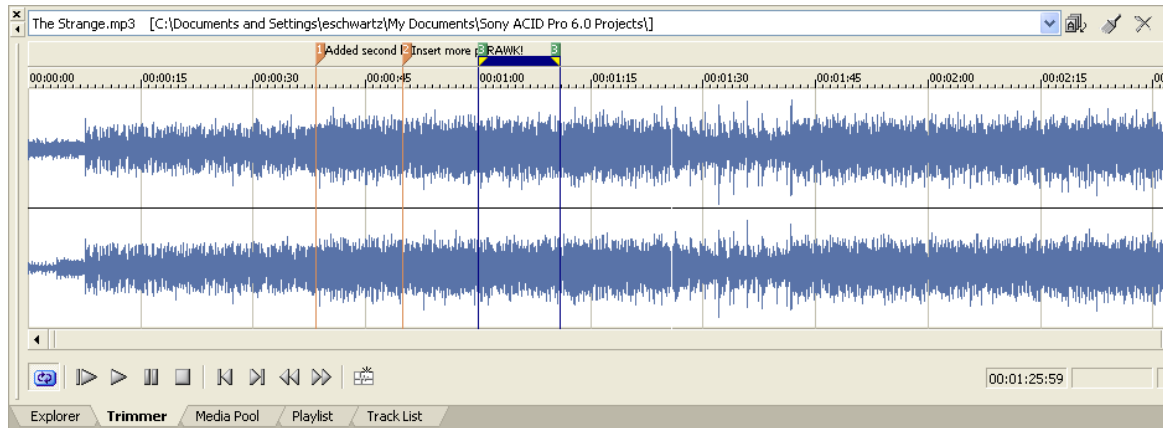 The Strange.mp3 [C:\Documents and Settings\eschwartz\My Documents\Sony ACID Pro 6.0 Projects\]
1 Added second 2 Insert more 3 RAWK! 3
00:00:00 00:00:15 00:00:30 00:00:45 00:01:00 00:01:15 00:01:30 00:01:45 00:02:00 00:02:15 00
00:01:25:59
Explorer Trimmer Media Pool Playlist Track List